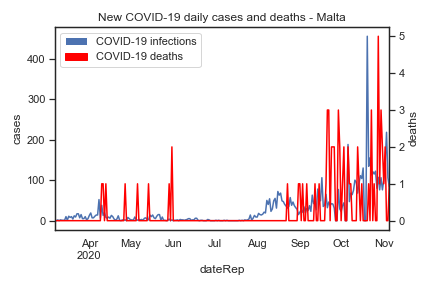 New COVID-19 daily cases and deaths - Malta
COVID-19 infections
COVID-19 deaths
400
300
200
100
0
cases
5
4
3
2
1
0
deaths
Apr May Jun Jul Aug Sep Oct Nov
2020
dateRep